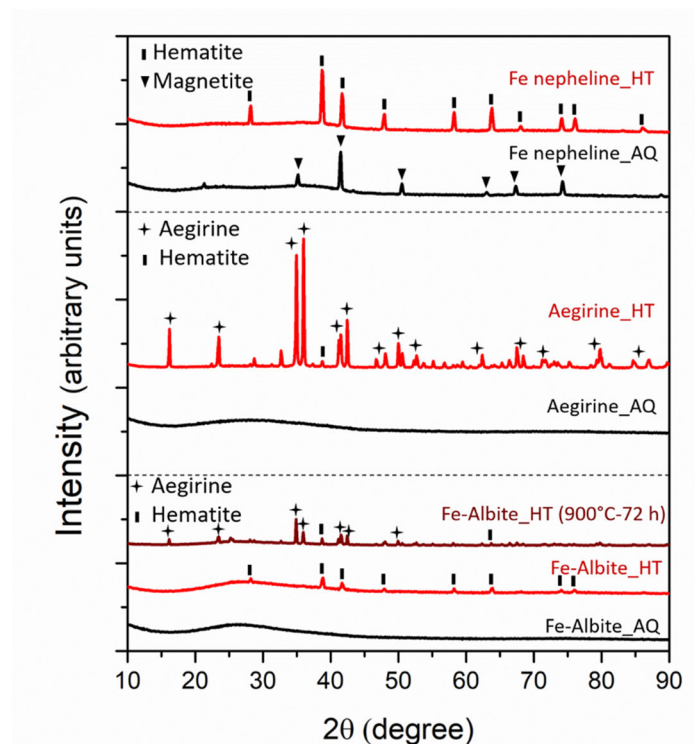 Hematite
Magnetite
Fe nepheline_HT
Fe nepheline_AQ
Aegirine
Hematite
Aegirine_HT
Aegirine_AQ
Aegirine
Hematite
Fe-Albite_HT (900°C-72 h)
Fe-Albite_HT
Fe-Albite_AQ
Intensity (arbitrary units)
10 20 30 40 50 60 70 80 90
2θ (degree)